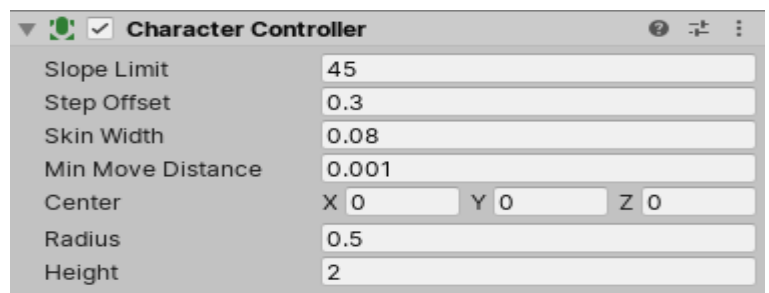 Character Controller
Slope Limit 45
Step Offset 0.3
Skin Width 0.08
Min Move Distance 0.001
Center X 0 Y 0 Z 0
Radius 0.5
Height 2